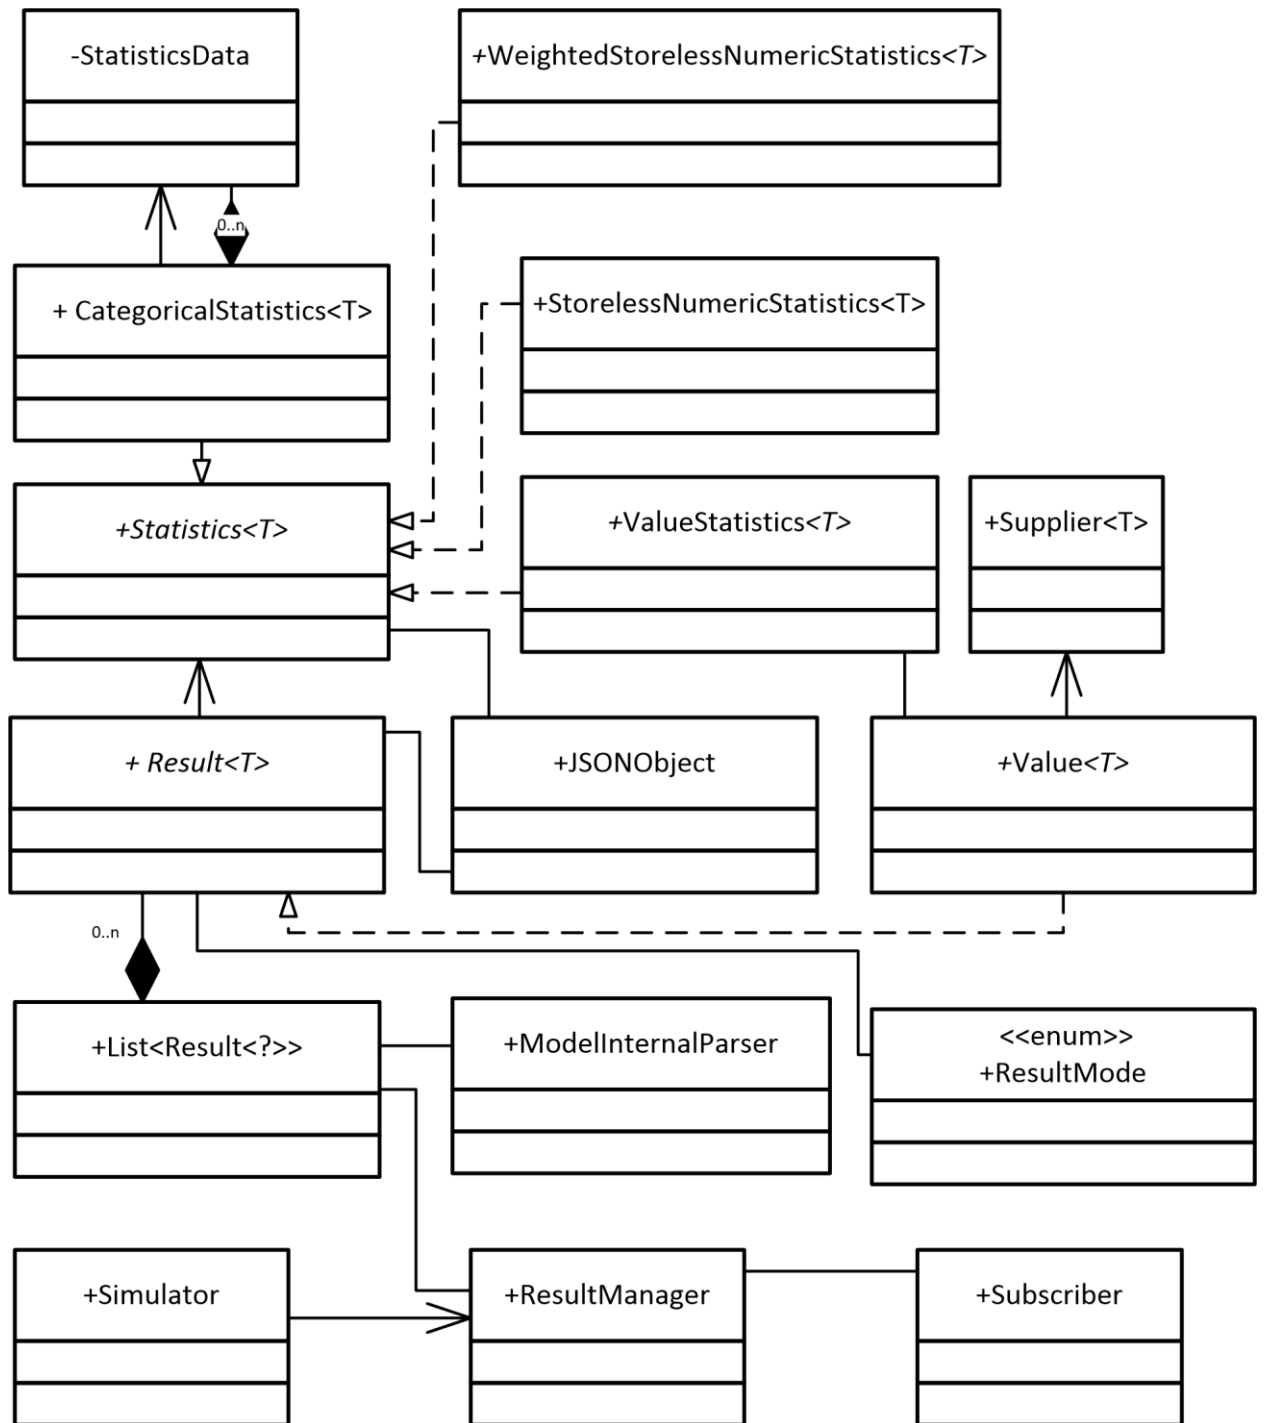 -StatisticsData
+WeightedStorelessNumericStatistics<T>
0..n
+ CategoricalStatistics<T>
+StorelessNumericStatistics<T>
+Statistics<T>
+ValueStatistics<T>
+Supplier<T>
+ Result<T>
+JSONObject
+Value<T>
0..n
+List<Result<?>>
+ModelInternalParser
<<enum>>
+ResultMode
+Simulator
+ResultManager
+Subscriber